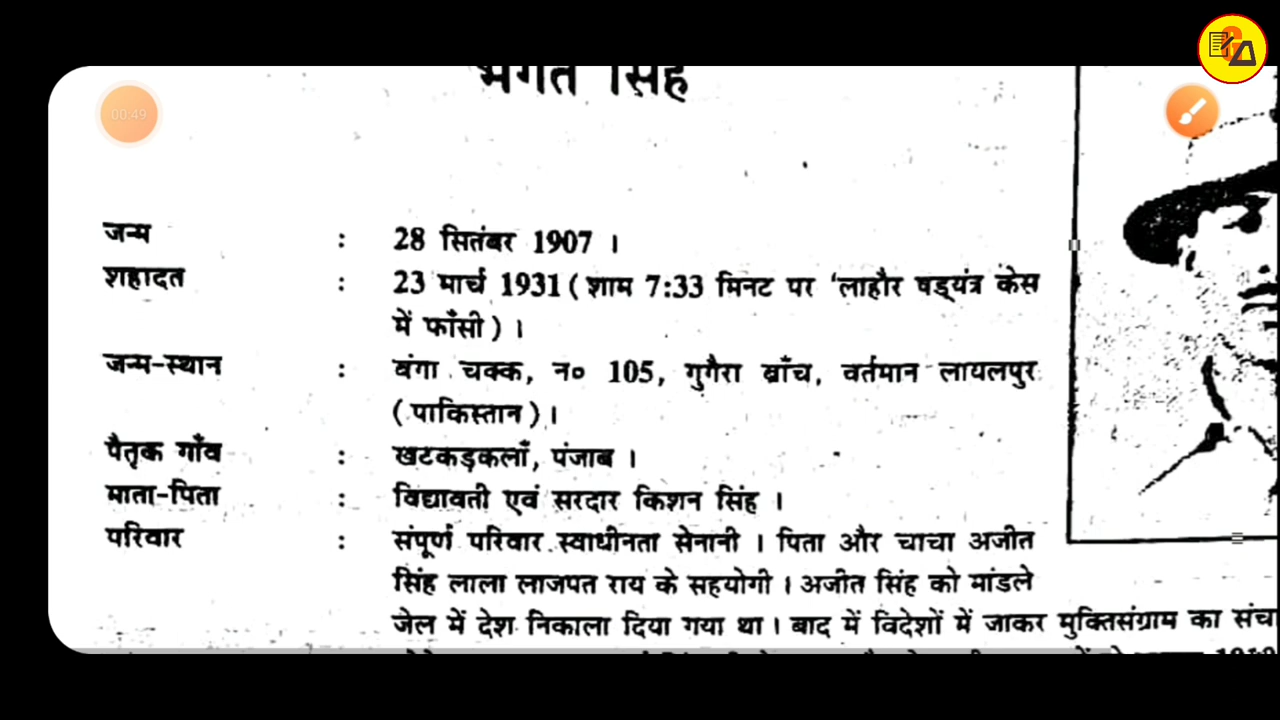 भगत सिंह
00:49
जन्म : 28 सितंबर 1907 ।
शहादत : 23 मार्च 1931 ( शाम 7:33 मिनट पर 'लाहौर षड्यंत्र केस
में फाँसी ) ।
जन्म-स्थान : बंगा चक्क, न० 105, गुगैरा ब्राँच, वर्तमान लायलपुर
( पाकिस्तान ) ।
पैतृक गाँव : खटकड़कलाँ, पंजाब ।
माता-पिता : विद्यावती एवं सरदार किशन सिंह ।
परिवार : संपूर्ण परिवार स्वाधीनता सेनानी । पिता और चाचा अजीत
सिंह लाला लाजपत राय के सहयोगी । अजीत सिंह को मांडले
जेल में देश निकाला दिया गया था । बाद में विदेशों में जाकर मुक्तिसंग्राम का